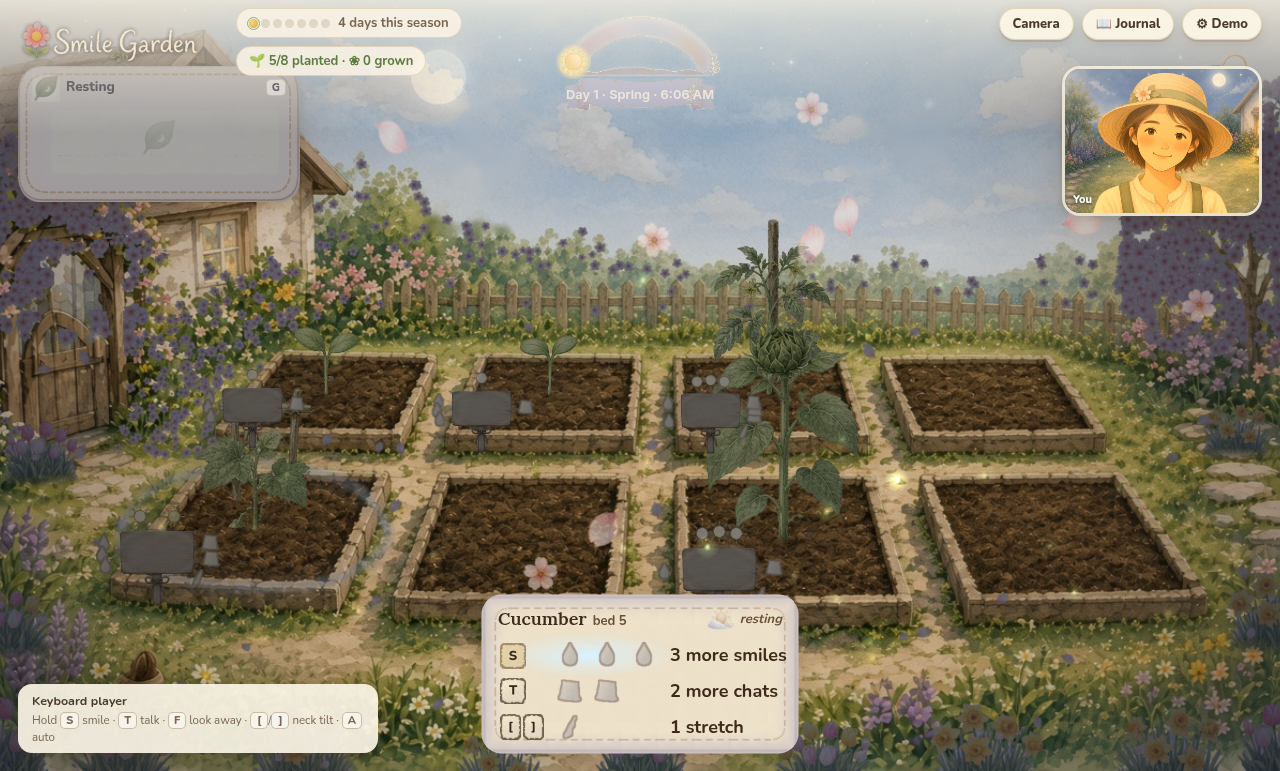 Smile Garden
4 days this season
🌱 5/8 planted · ❀ 0 grown
Day 1 · Spring · 6:06 AM
Camera
📖 Journal
⚙ Demo
Resting
G
You
Cucumber bed 5
resting
S
3 more smiles
T
2 more chats
[ ]
1 stretch
Keyboard player
Hold S smile · T talk · F look away · [ / ] neck tilt · A
auto